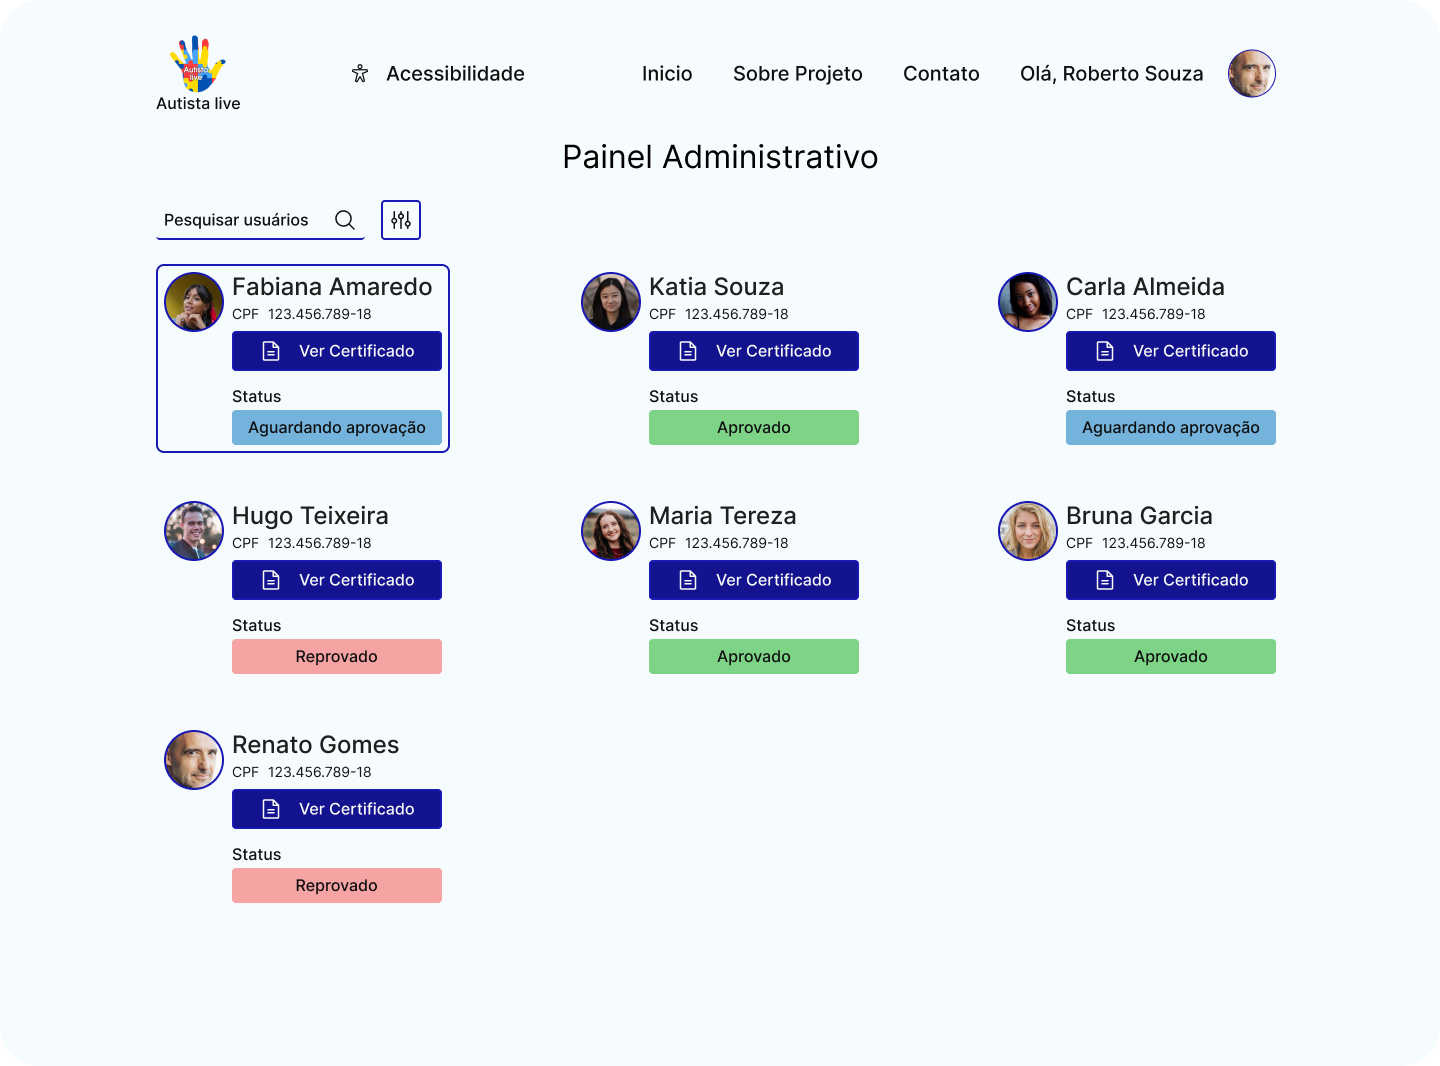 Autista
live
Autista live
Acessibilidade
Inicio
Sobre Projeto
Contato
Olá, Roberto Souza
Painel Administrativo
Pesquisar usuários
Fabiana Amaredo
CPF 123.456.789-18
Ver Certificado
Status
Aguardando aprovação
Katia Souza
CPF 123.456.789-18
Ver Certificado
Status
Aprovado
Carla Almeida
CPF 123.456.789-18
Ver Certificado
Status
Aguardando aprovação
Hugo Teixeira
CPF 123.456.789-18
Ver Certificado
Status
Reprovado
Maria Tereza
CPF 123.456.789-18
Ver Certificado
Status
Aprovado
Bruna Garcia
CPF 123.456.789-18
Ver Certificado
Status
Aprovado
Renato Gomes
CPF 123.456.789-18
Ver Certificado
Status
Reprovado